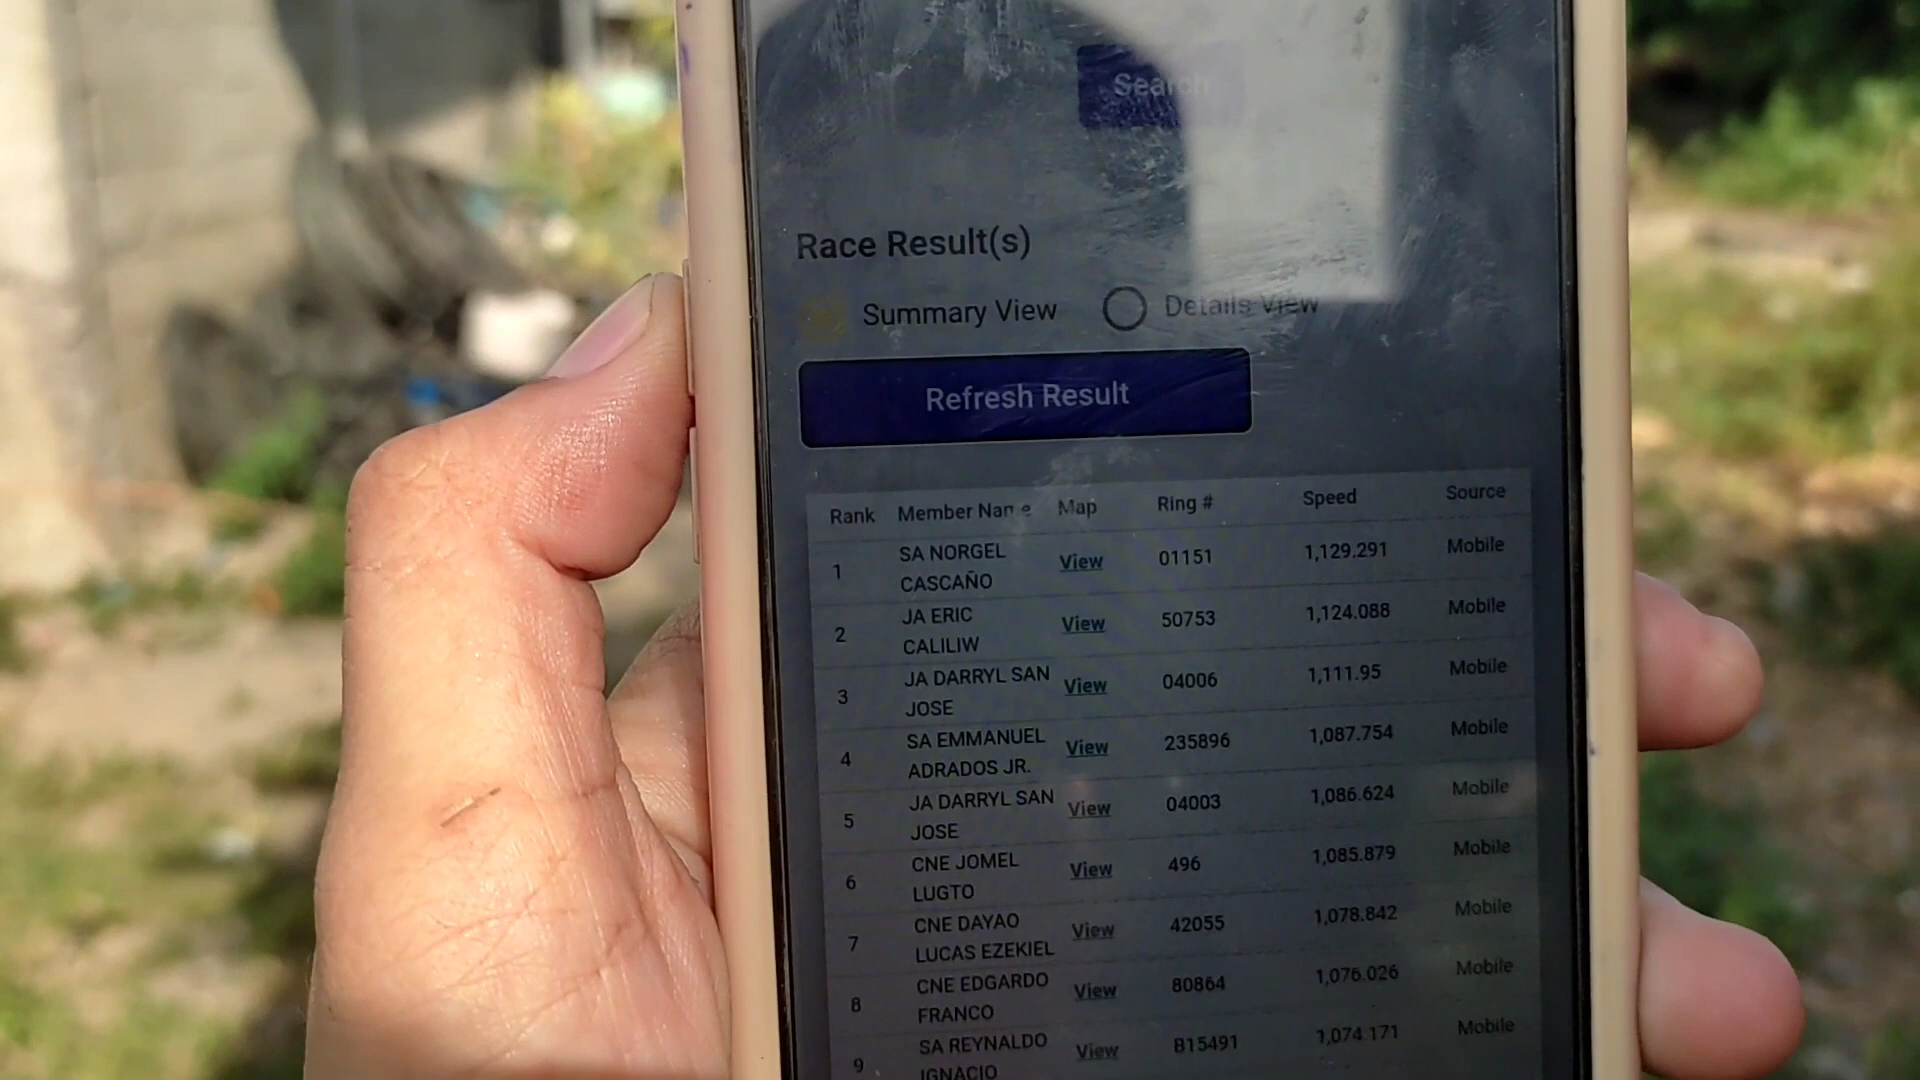 Search
Race Result(s)
Summary View Details View
Refresh Result
Rank Member Name Map Ring # Speed Source
1 SA NORGEL CASCAÑO View 01151 1,129.291 Mobile
2 JA ERIC CALILIW View 50753 1,124.088 Mobile
3 JA DARRYL SAN JOSE View 04006 1,111.95 Mobile
4 SA EMMANUEL ADRADOS JR. View 235896 1,087.754 Mobile
5 JA DARRYL SAN JOSE View 04003 1,086.624 Mobile
6 CNE JOMEL LUGTO View 496 1,085.879 Mobile
7 CNE DAYAO LUCAS EZEKIEL View 42055 1,078.842 Mobile
8 CNE EDGARDO FRANCO View 80864 1,076.026 Mobile
9 SA REYNALDO IGNACIO View B15491 1,074.171 Mobile